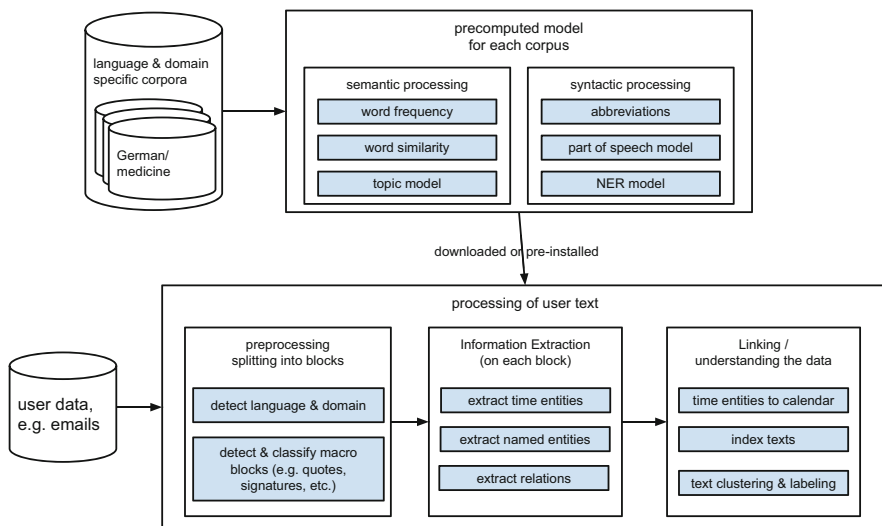 language & domain
specific corpora
German/
medicine
precomputed model
for each corpus
semantic processing
word frequency
word similarity
topic model
syntactic processing
abbreviations
part of speech model
NER model
downloaded or pre-installed
processing of user text
user data,
e.g. emails
preprocessing
splitting into blocks
detect language & domain
detect & classify macro
blocks (e.g. quotes,
signatures, etc.)
Information Extraction
(on each block)
extract time entities
extract named entities
extract relations
Linking /
understanding the data
time entities to calendar
index texts
text clustering & labeling